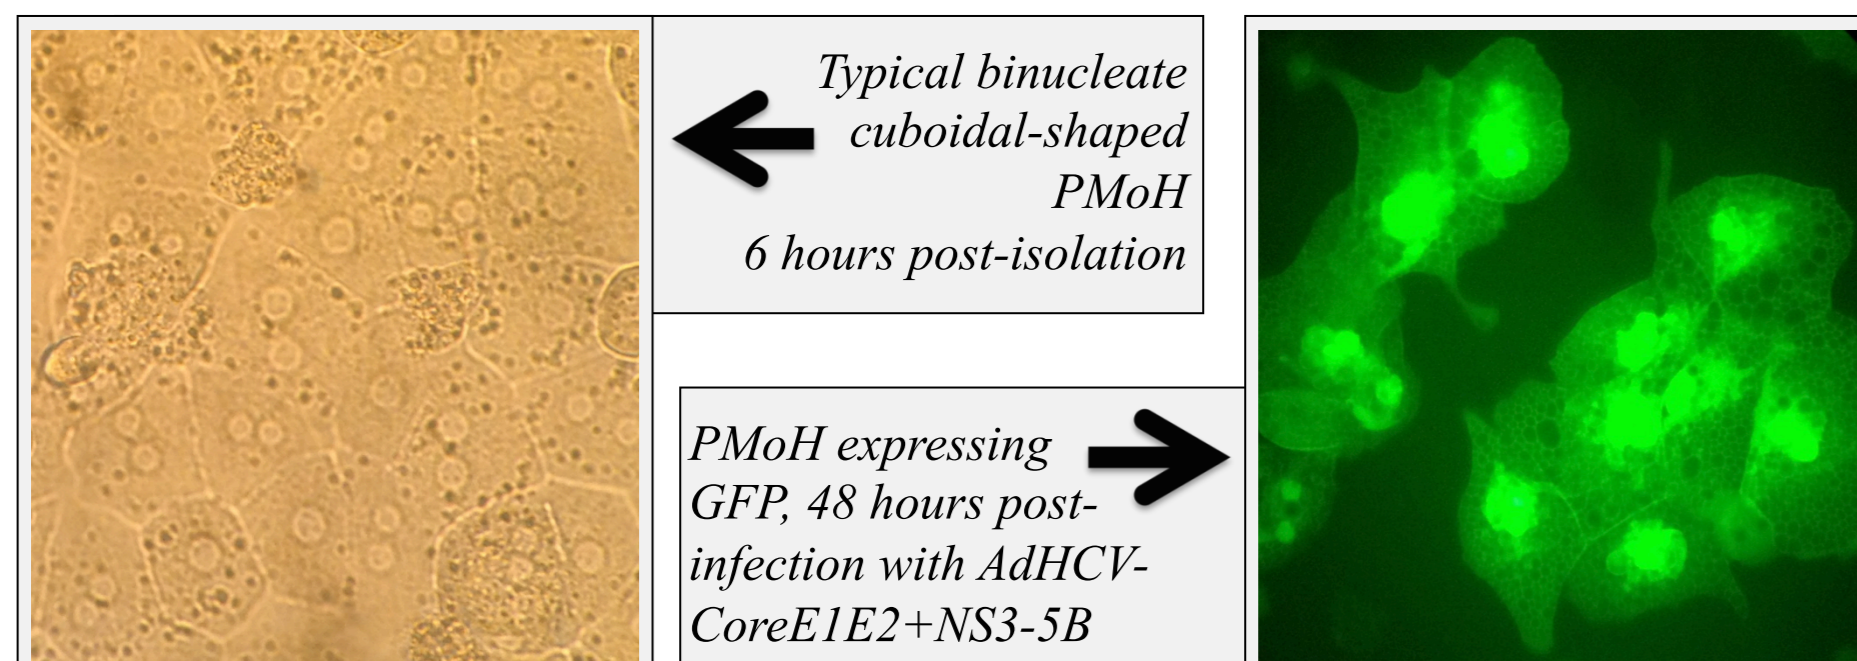 Typical binucleate
cuboidal-shaped
PMoH
6 hours post-isolation
PMoH expressing
GFP, 48 hours post-
infection with AdHCV-
CoreE1E2+NS3-5B